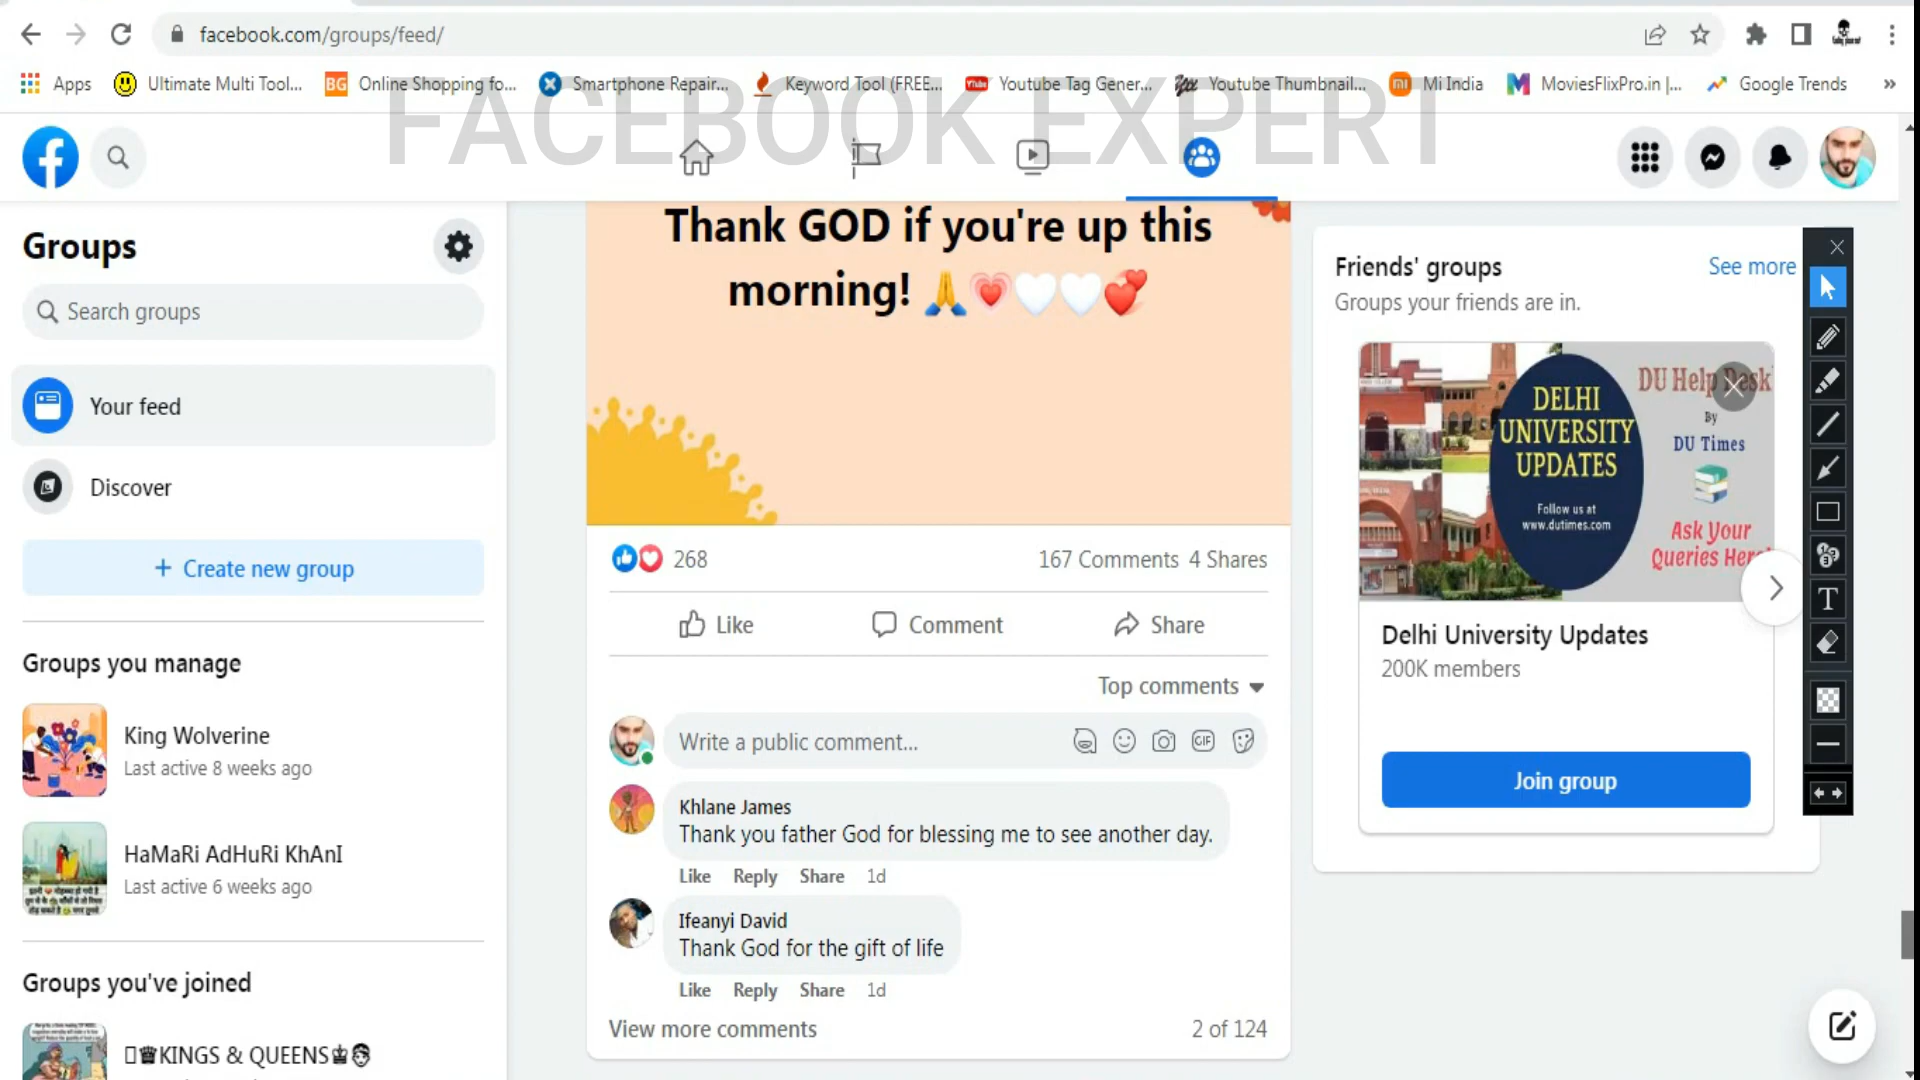 facebook.com/groups/feed/
Apps
Ultimate Multi Tool...
BG
Online Shopping fo...
Smartphone Repair...
Keyword Tool (FREE...
Youtube Tag Gener...
Youtube Thumbnail...
Mi India
MoviesFlixPro.in |...
Google Trends
»
FACEBOOK EXPERT
Groups
Search groups
Your feed
Discover
+ Create new group
Groups you manage
King Wolverine
Last active 8 weeks ago
HaMaRi AdHuRi KhAnI
Last active 6 weeks ago
Groups you've joined
KINGS & QUEENS
Thank GOD if you're up this
morning! 🙏💗🤍🤍💞
268
167 Comments 4 Shares
Like
Comment
Share
Top comments
Write a public comment...
GIF
Khlane James
Thank you father God for blessing me to see another day.
Like Reply Share 1d
Ifeanyi David
Thank God for the gift of life
Like Reply Share 1d
View more comments
2 of 124
Friends' groups
See more
Groups your friends are in.
DELHI
UNIVERSITY
UPDATES
Follow us at
www.dutimes.com
DU Help Desk
By
DU Times
Ask Your
Queries Here
Delhi University Updates
200K members
Join group
T